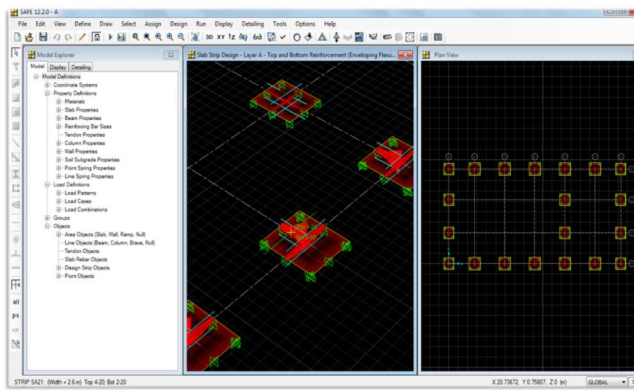 SAFE 12.2.0 - A
File Edit View Define Draw Select Assign Design Run Display Detailing Tools Options Help
3D XY
Model Explorer
Model Display Detailing
Model Definitions
Coordinate Systems
Property Definitions
Materials
Slab Properties
Beam Properties
Reinforcing Bar Sizes
Tendon Properties
Column Properties
Wall Properties
Soil Subgrade Properties
Point Spring Properties
Line Spring Properties
Load Definitions
Load Patterns
Load Cases
Load Combinations
Groups
Objects
Area Objects (Slab, Wall, Ramp, Null)
Line Objects (Beam, Column, Brace, Null)
Tendon Objects
Slab Rebar Objects
Design Strip Objects
Point Objects
Slab Strip Design - Layer A - Top and Bottom Reinforcement (Enveloping Flexu...
Plan View
all
ps
STRIP SA21: (Width = 2.6 m) Top 4-20, Bot 2-20
X 20.73672, Y 0.75807, Z 0 (m)
GLOBAL